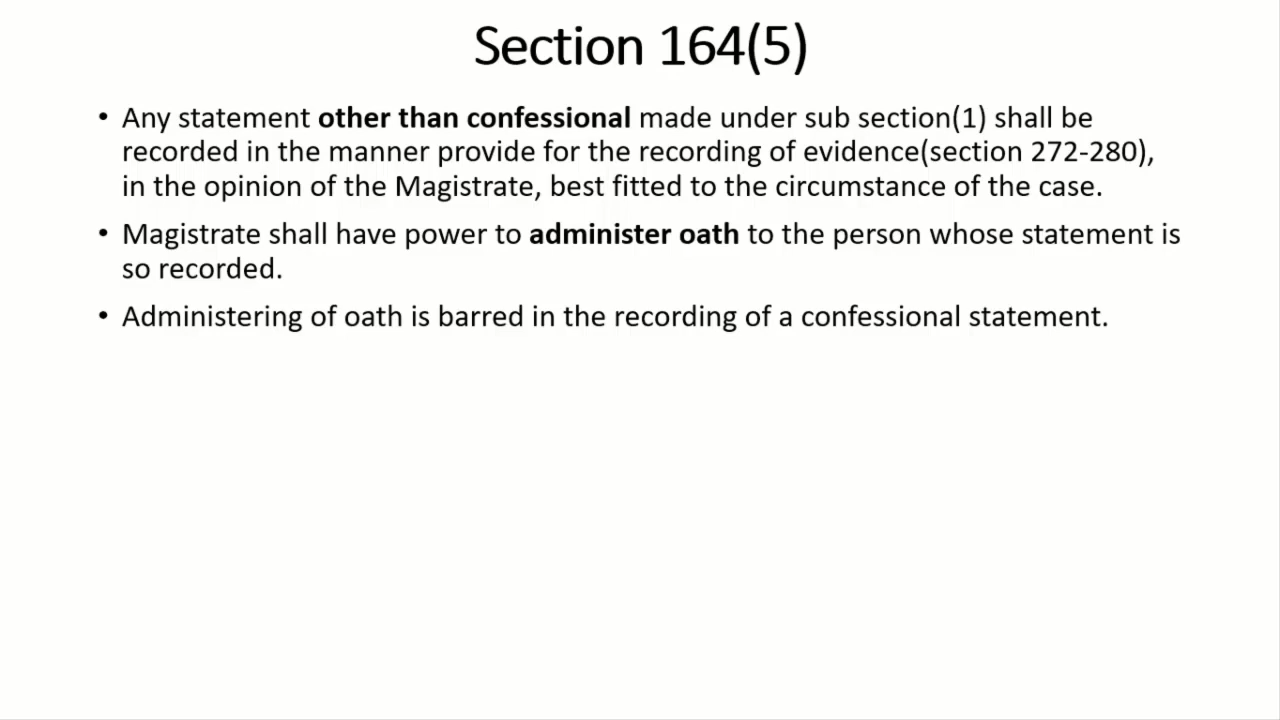 Section 164(5)
• Any statement other than confessional made under sub section(1) shall be
recorded in the manner provide for the recording of evidence(section 272-280),
in the opinion of the Magistrate, best fitted to the circumstance of the case.
• Magistrate shall have power to administer oath to the person whose statement is
so recorded.
• Administering of oath is barred in the recording of a confessional statement.